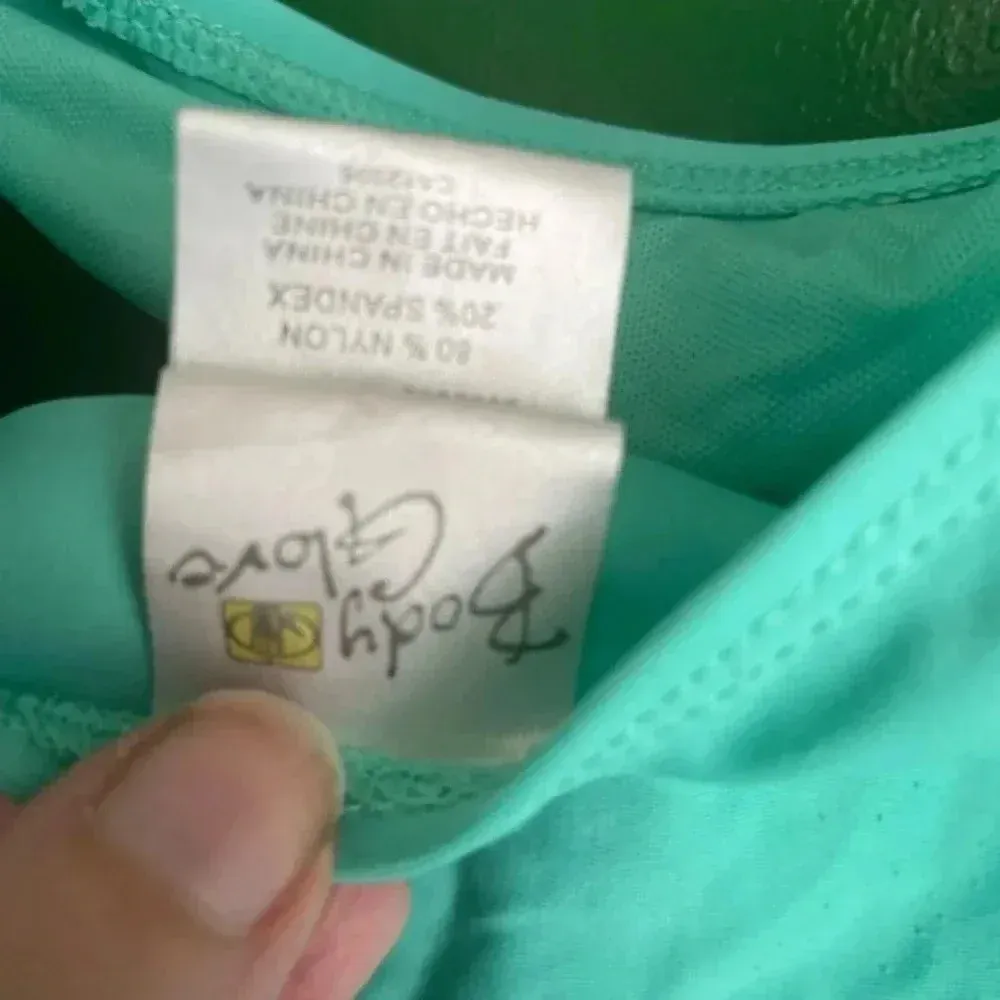 Body
Glove
80% NYLON
20% SPANDEX
MADE IN CHINA
FAIT EN CHINE
HECHO EN CHINA